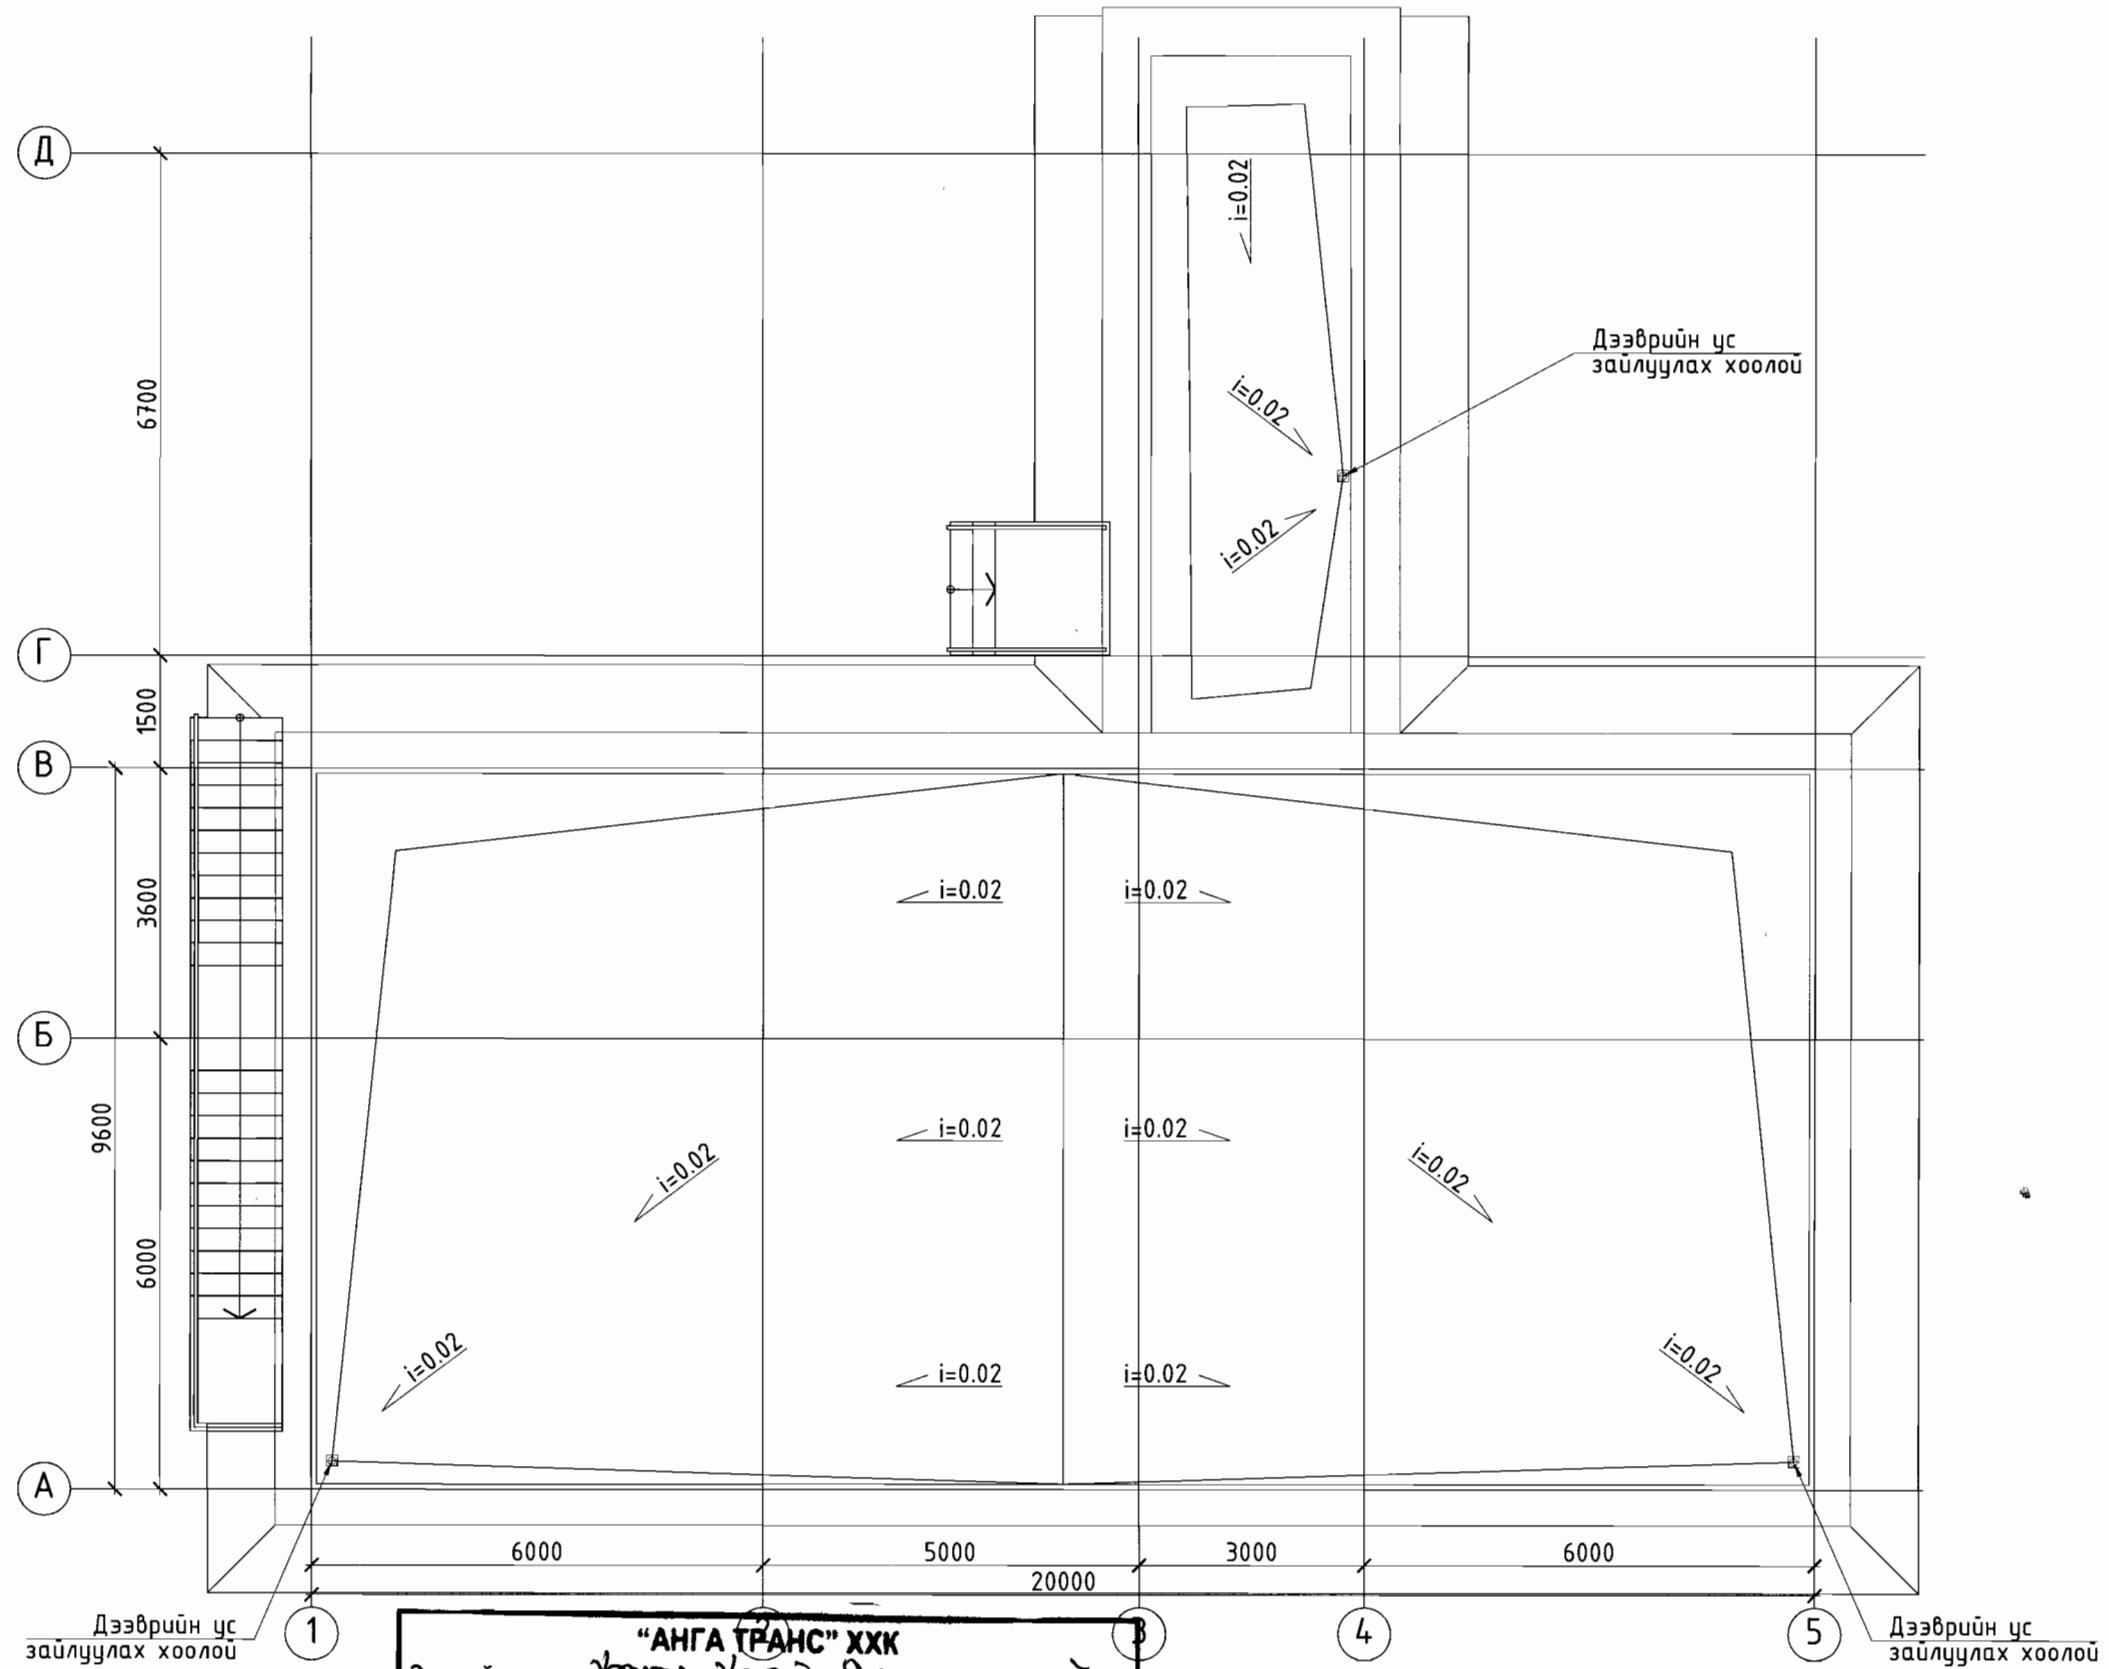 Д
i=0.02
Дээврийн ус
зайлуулах хоолой
6700
i=0.02
i=0.02
Г
1500
В
3600
i=0.02 i=0.02
Б
9600
i=0.02 i=0.02
i=0.02 i=0.02
6000
i=0.02 i=0.02
i=0.02 i=0.02
А
6000 5000 3000 6000
20000
Дээврийн ус
зайлуулах хоолой
1 2 3 4 5
Дээврийн ус
зайлуулах хоолой
“АНГА ТРАНС” ХХК